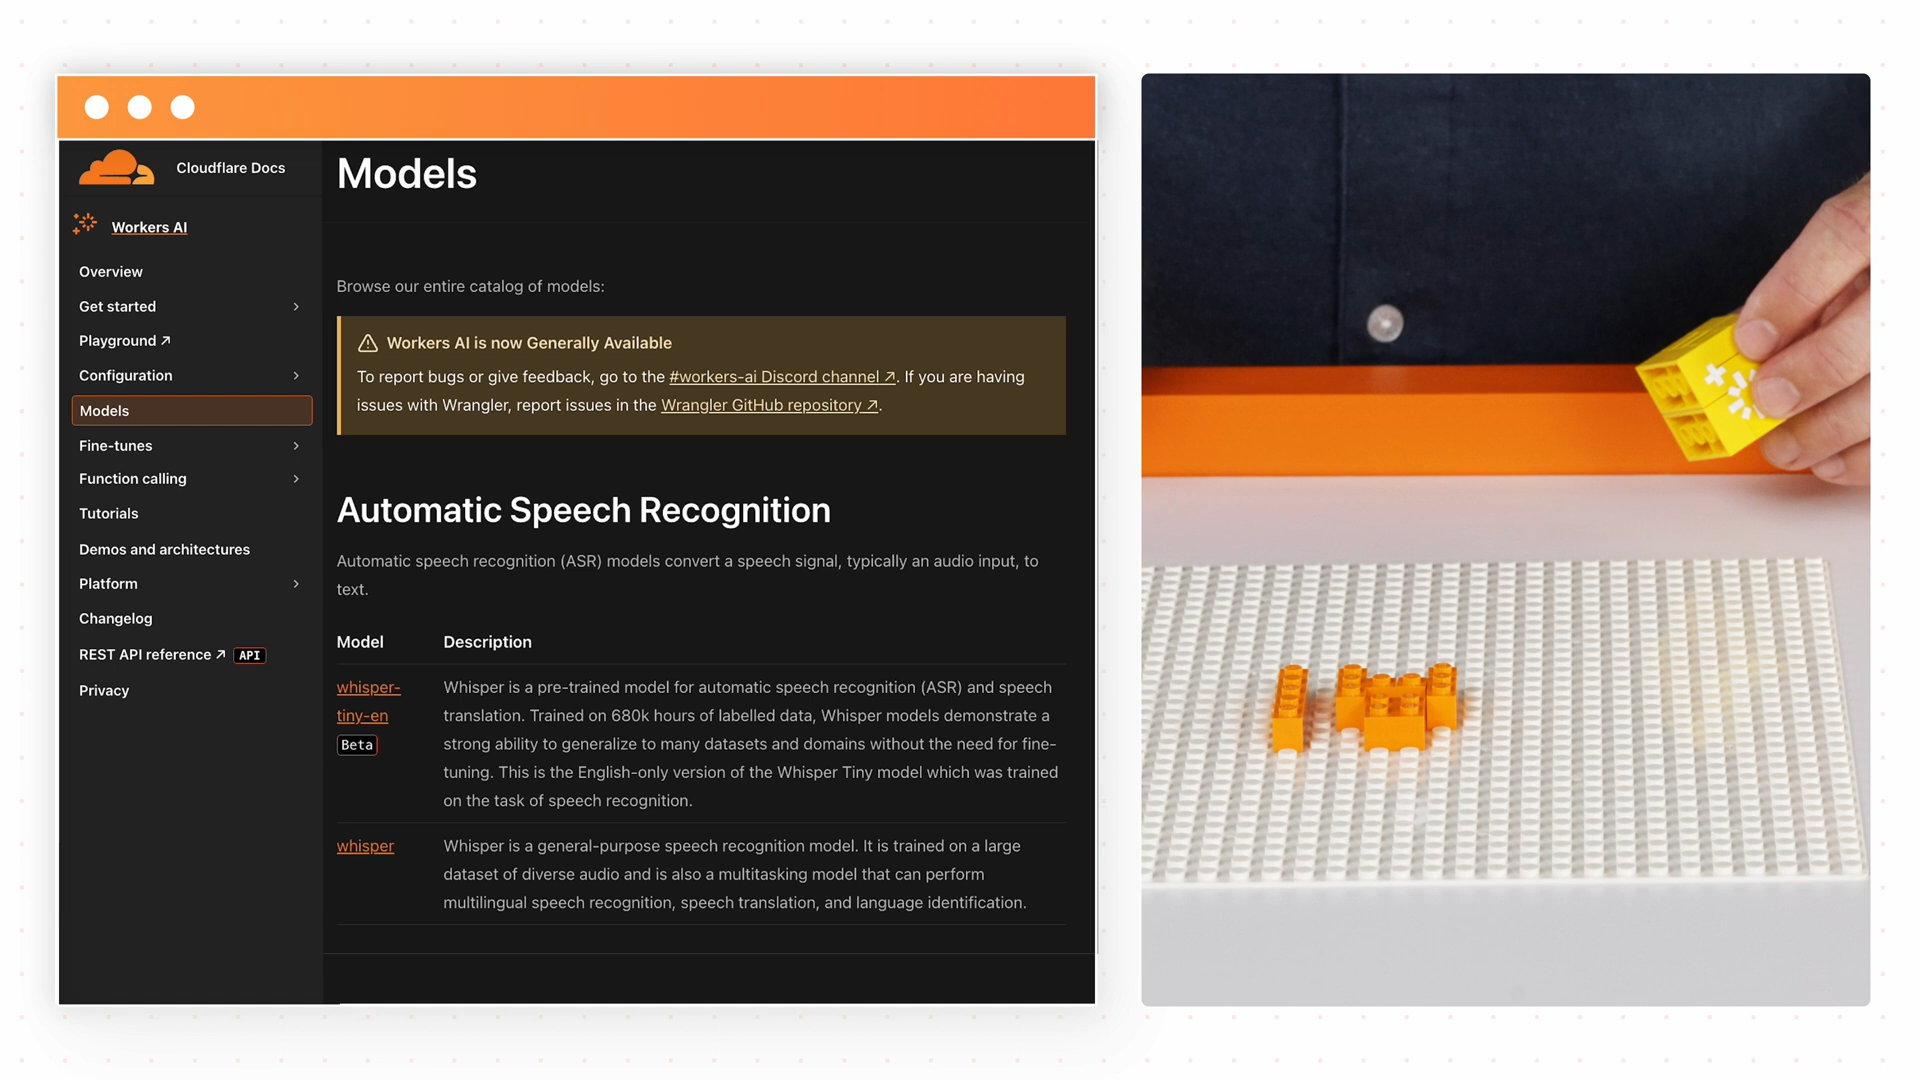 Cloudflare Docs
Workers AI
Overview
Get started
Playground ↗
Configuration
Models
Fine-tunes
Function calling
Tutorials
Demos and architectures
Platform
Changelog
REST API reference ↗ API
Privacy
Models
Browse our entire catalog of models:
Workers AI is now Generally Available
To report bugs or give feedback, go to the #workers-ai Discord channel ↗. If you are having
issues with Wrangler, report issues in the Wrangler GitHub repository ↗.
Automatic Speech Recognition
Automatic speech recognition (ASR) models convert a speech signal, typically an audio input, to
text.
Model Description
whisper-
tiny-en
Beta
Whisper is a pre-trained model for automatic speech recognition (ASR) and speech
translation. Trained on 680k hours of labelled data, Whisper models demonstrate a
strong ability to generalize to many datasets and domains without the need for fine-
tuning. This is the English-only version of the Whisper Tiny model which was trained
on the task of speech recognition.
whisper
Whisper is a general-purpose speech recognition model. It is trained on a large
dataset of diverse audio and is also a multitasking model that can perform
multilingual speech recognition, speech translation, and language identification.